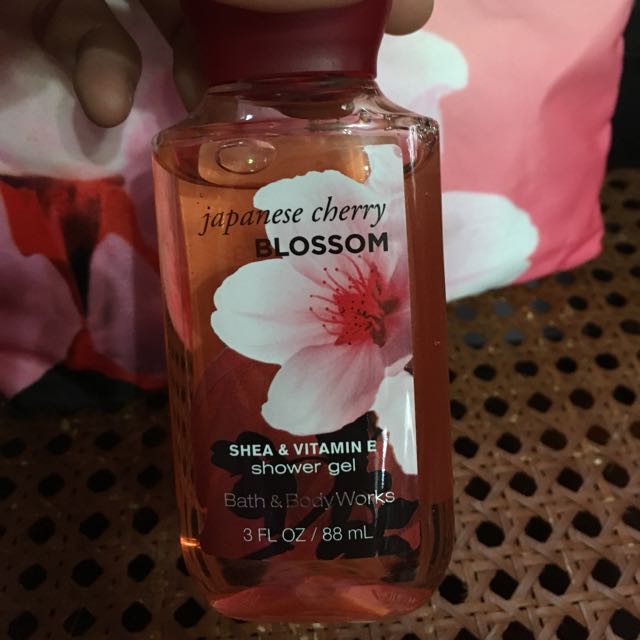 japanese cherry
BLOSSOM
SHEA & VITAMIN E
shower gel
Bath & Body Works
3 FL OZ / 88 mL